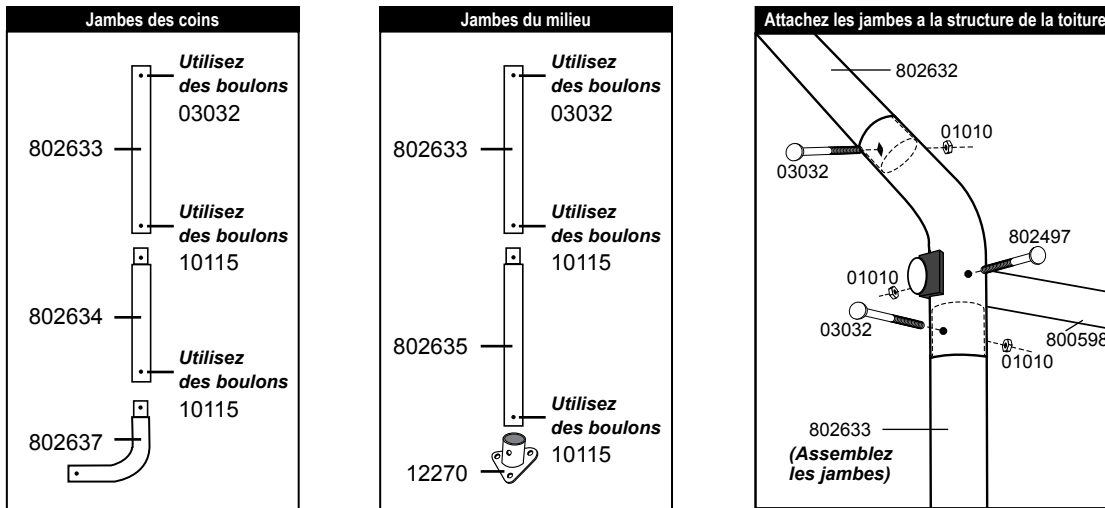 Jambes des coins
Utilisez
des boulons
03032
802633
Utilisez
des boulons
10115
802634
Utilisez
des boulons
10115
802637
Jambes du milieu
Utilisez
des boulons
03032
802633
Utilisez
des boulons
10115
802635
Utilisez
des boulons
10115
12270
Attachez les jambes a la structure de la toiture
802632
01010
03032
802497
01010
03032
800598
01010
802633
(Assemblez
les jambes)